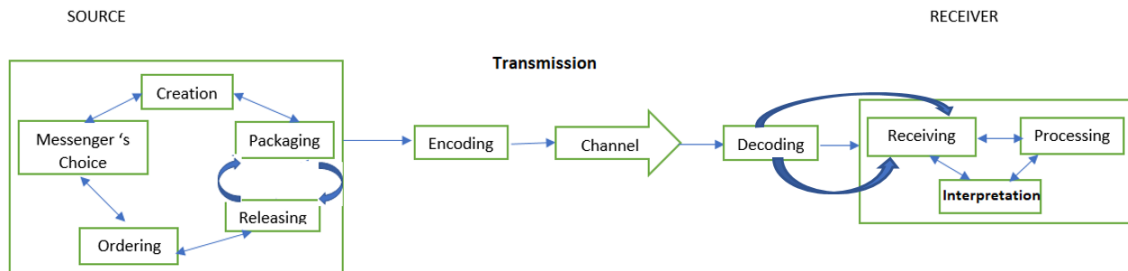 SOURCE
RECEIVER
Transmission
Creation
Messenger ‘s
Choice
Packaging
Releasing
Ordering
Encoding
Channel
Decoding
Receiving
Processing
Interpretation